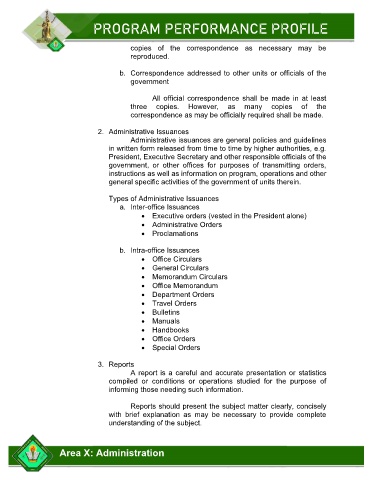 PROGRAM PERFORMANCE PROFILE
copies of the correspondence as necessary may be
reproduced.
b. Correspondence addressed to other units or officials of the
government
All official correspondence shall be made in at least
three copies. However, as many copies of the
correspondence as may be officially required shall be made.
2. Administrative Issuances
Administrative issuances are general policies and guidelines
in written form released from time to time by higher authorities, e.g.
President, Executive Secretary and other responsible officials of the
government, or other offices for purposes of transmitting orders,
instructions as well as information on program, operations and other
general specific activities of the government of units therein.
Types of Administrative Issuances
a. Inter-office Issuances
• Executive orders (vested in the President alone)
• Administrative Orders
• Proclamations
b. Intra-office Issuances
• Office Circulars
• General Circulars
• Memorandum Circulars
• Office Memorandum
• Department Orders
• Travel Orders
• Bulletins
• Manuals
• Handbooks
• Office Orders
• Special Orders
3. Reports
A report is a careful and accurate presentation or statistics
compiled or conditions or operations studied for the purpose of
informing those needing such information.
Reports should present the subject matter clearly, concisely
with brief explanation as may be necessary to provide complete
understanding of the subject.
Area X: Administration